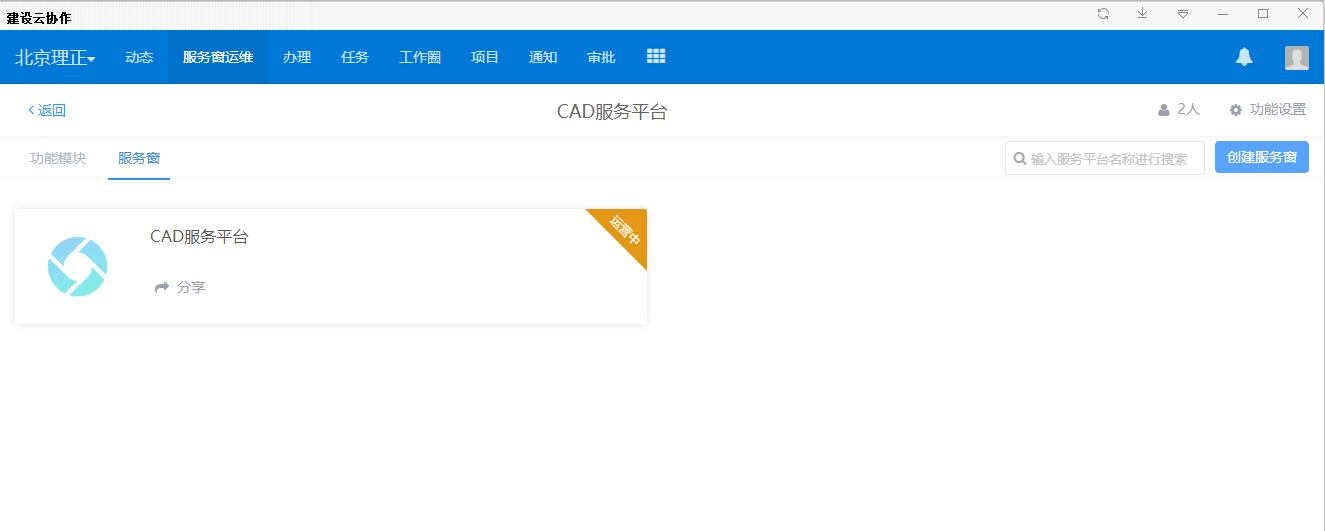 建设云协作
北京理正 动态 服务窗运维 办理 任务 工作圈 项目 通知 审批
返回 CAD服务平台 2人 功能设置
功能模块 服务窗 输入服务平台名称进行搜索 创建服务窗
CAD服务平台 运营中
分享